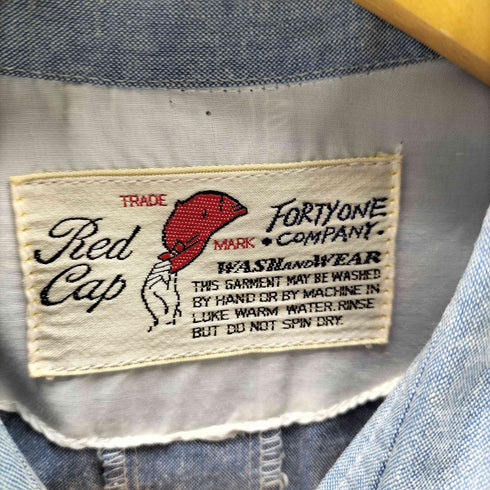 Red
Cap
TRADE
MARK
FORTYONE
·COMPANY·
WASH AND WEAR
THIS GARMENT MAY BE WASHED
BY HAND OR BY MACHINE IN
LUKE WARM WATER. RINSE
BUT DO NOT SPIN DRY.